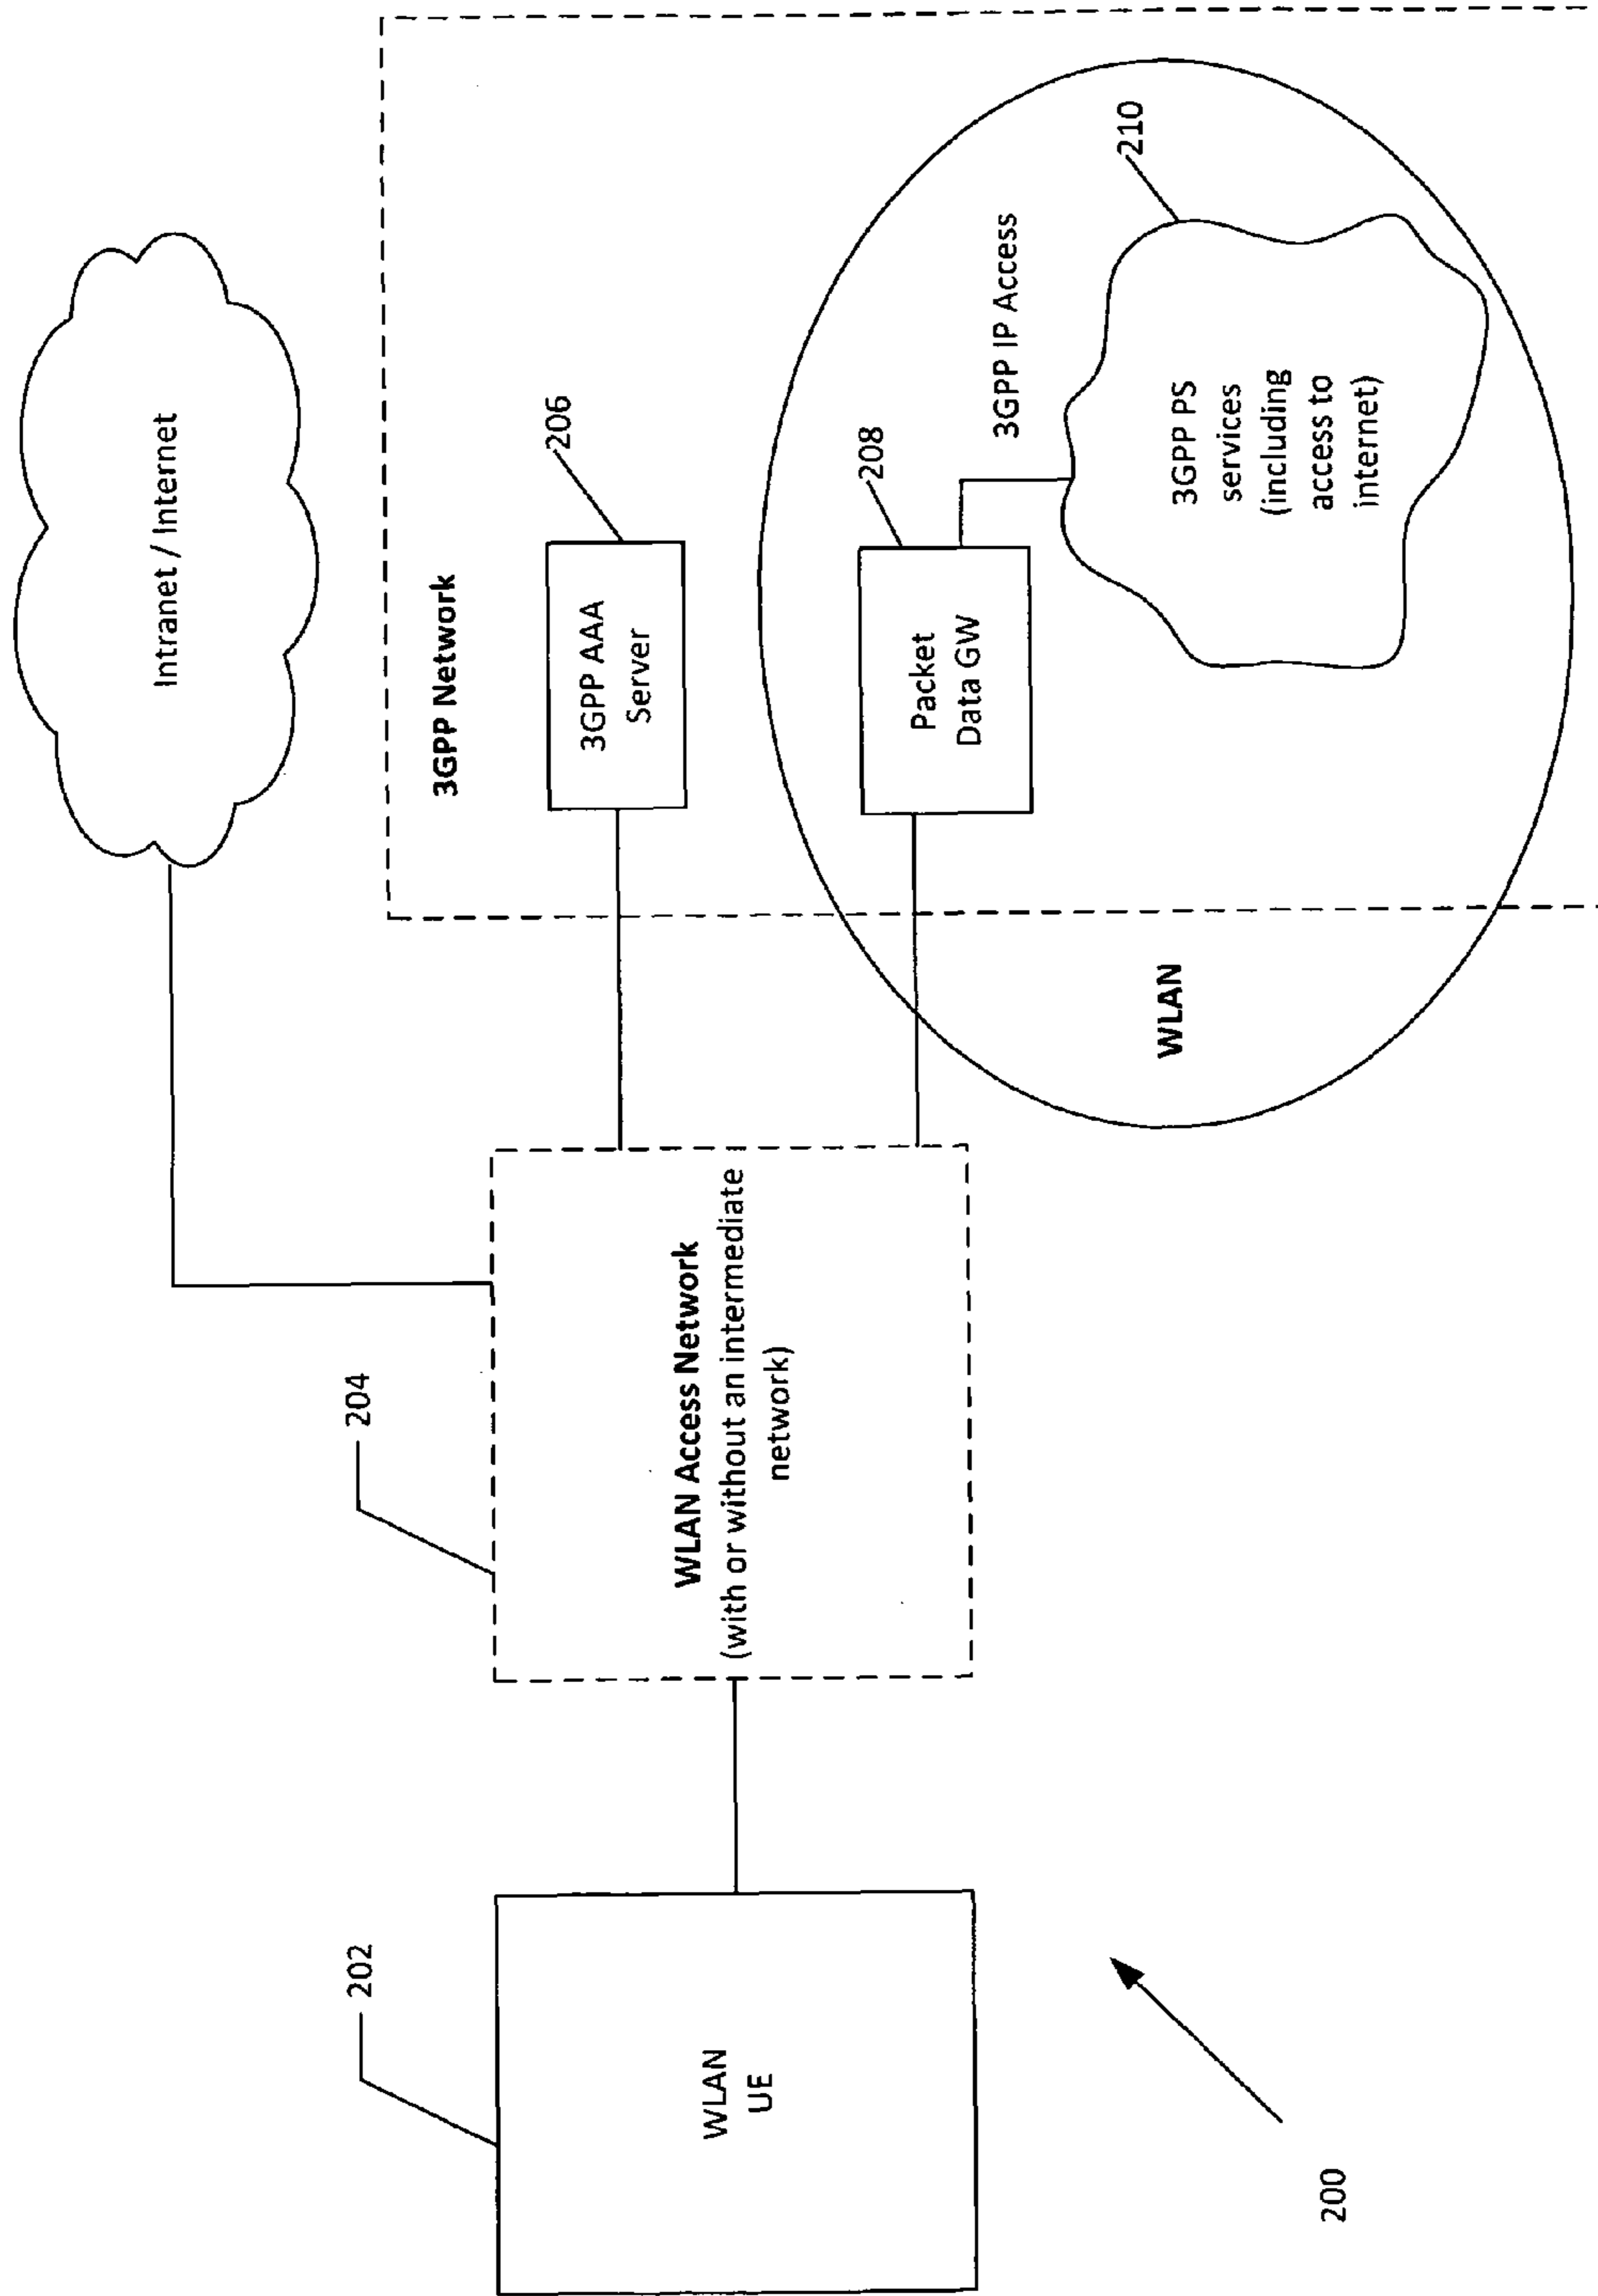 Intranet / Internet
3GPP Network
206
3GPP AAA
Server
204
202
WLAN Access Network
(with or without an intermediate
network)
WLAN
UE
208
Packet
Data GW
3GPP IP Access
210
3GPP PS
services
(including
access to
internet)
WLAN
200